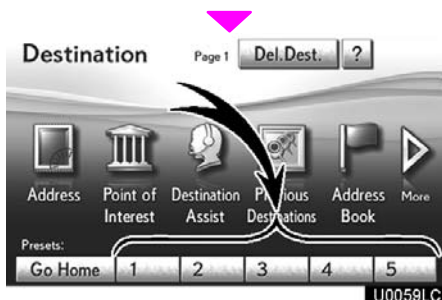 Destination Page 1 Del.Dest. ?
Address Point of Interest Destination Assist Previous Destinations Address Book More
Presets:
Go Home 1 2 3 4 5
U0059LC